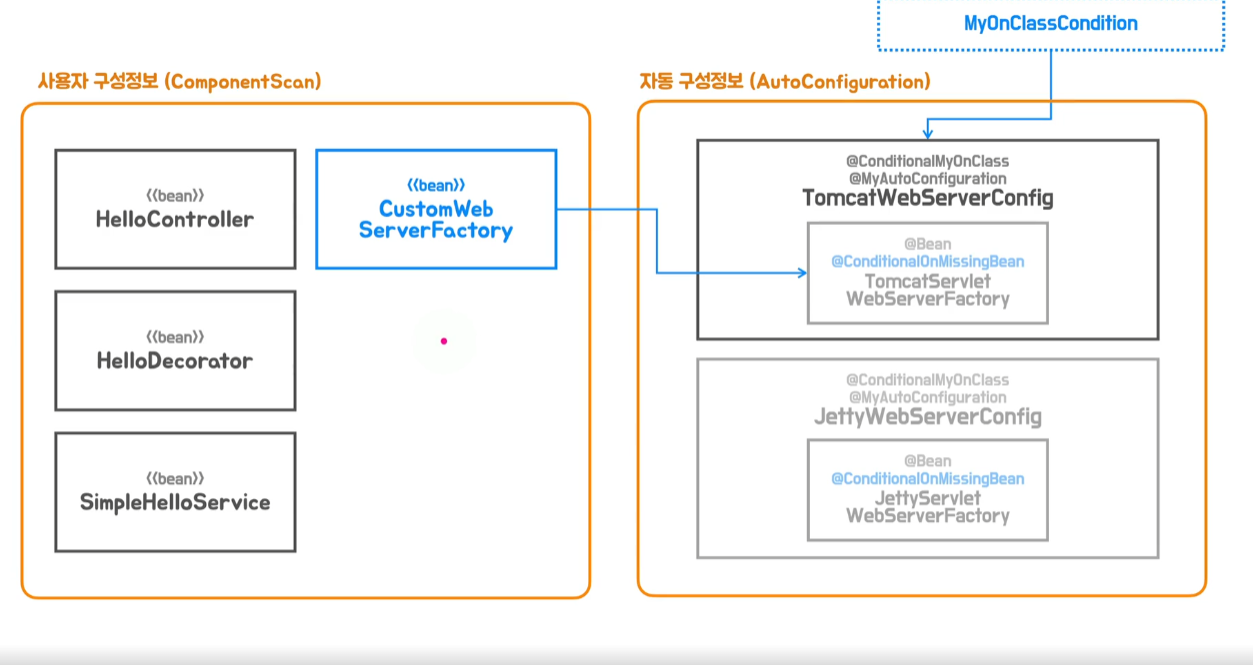 MyOnClassCondition
사용자 구성정보 (ComponentScan)
자동 구성정보 (AutoConfiguration)
⟨⟨bean⟩⟩
HelloController
⟨⟨bean⟩⟩
CustomWeb
ServerFactory
⟨⟨bean⟩⟩
HelloDecorator
⟨⟨bean⟩⟩
SimpleHelloService
@ConditionalMyOnClass
@MyAutoConfiguration
TomcatWebServerConfig
@Bean
@ConditionalOnMissingBean
TomcatServlet
WebServerFactory
@ConditionalMyOnClass
@MyAutoConfiguration
JettyWebServerConfig
@Bean
@ConditionalOnMissingBean
JettyServlet
WebServerFactory